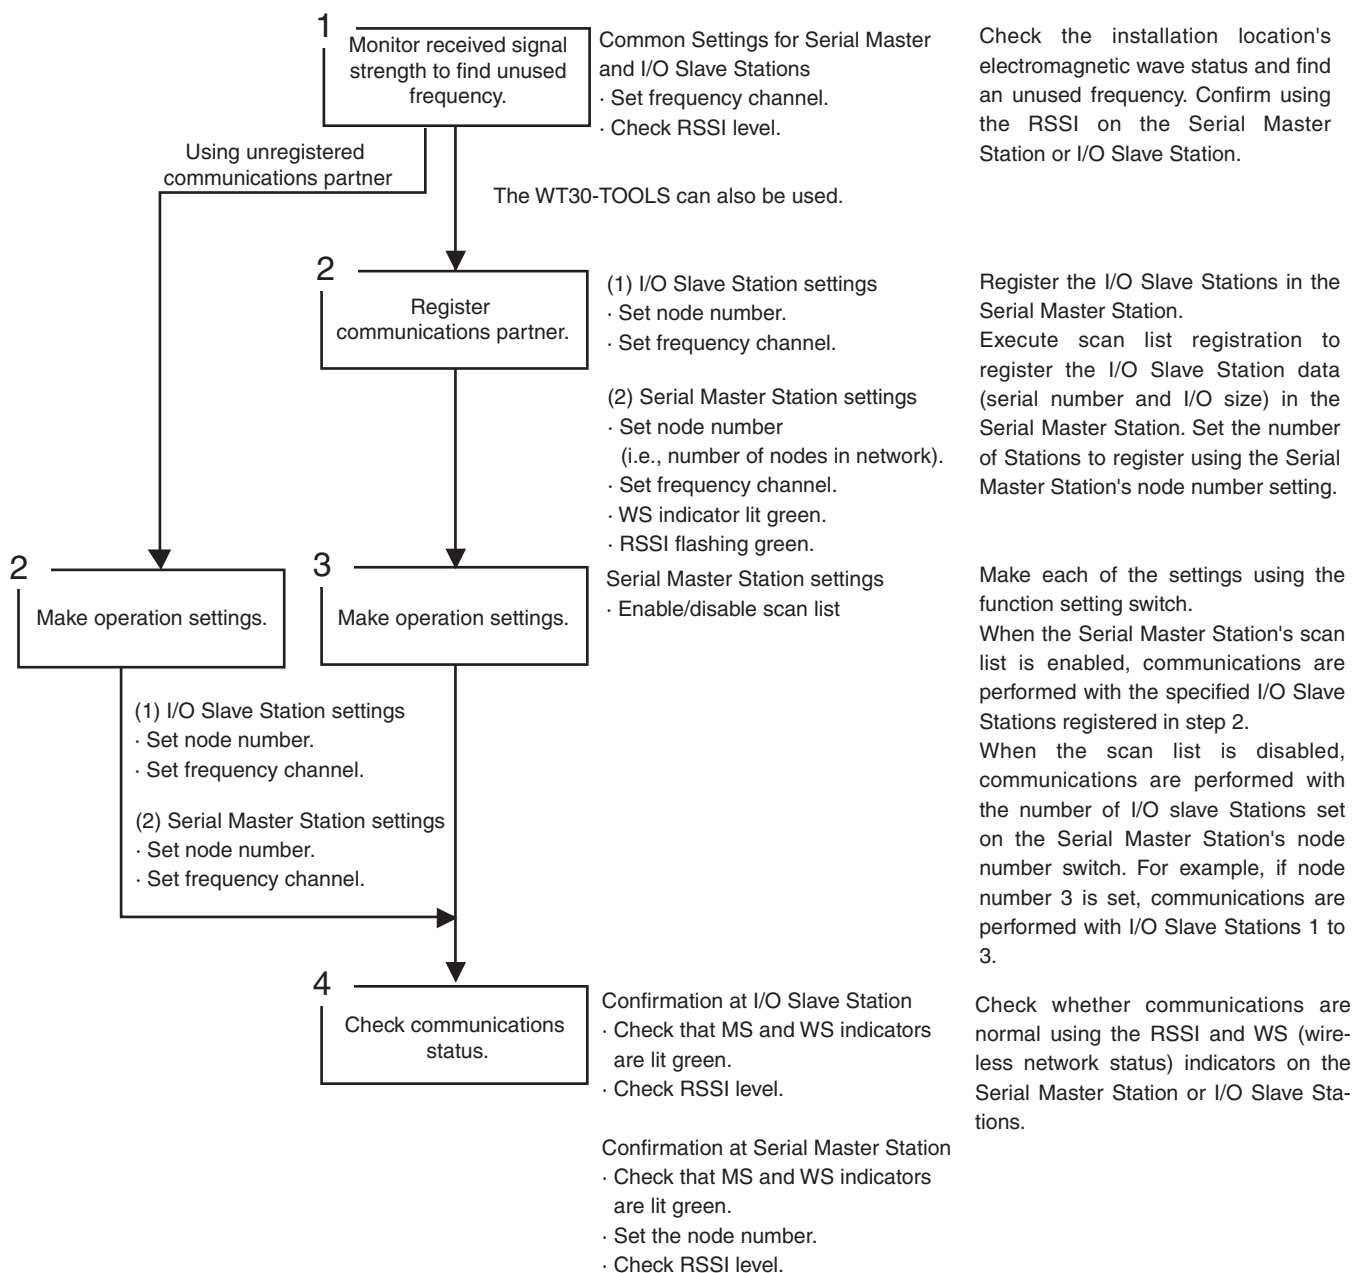 1
Monitor received signal
strength to find unused
frequency.
Common Settings for Serial Master
and I/O Slave Stations
· Set frequency channel.
· Check RSSI level.
Check the installation location's
electromagnetic wave status and find
an unused frequency. Confirm using
the RSSI on the Serial Master
Station or I/O Slave Station.
Using unregistered
communications partner
The WT30-TOOLS can also be used.
2
Register
communications partner.
(1) I/O Slave Station settings
· Set node number.
· Set frequency channel.
(2) Serial Master Station settings
· Set node number
(i.e., number of nodes in network).
· Set frequency channel.
· WS indicator lit green.
· RSSI flashing green.
Register the I/O Slave Stations in the
Serial Master Station.
Execute scan list registration to
register the I/O Slave Station data
(serial number and I/O size) in the
Serial Master Station. Set the number
of Stations to register using the Serial
Master Station's node number setting.
2
Make operation settings.
3
Make operation settings.
Serial Master Station settings
· Enable/disable scan list
Make each of the settings using the
function setting switch.
When the Serial Master Station's scan
list is enabled, communications are
performed with the specified I/O Slave
Stations registered in step 2.
When the scan list is disabled,
communications are performed with
the number of I/O slave Stations set
on the Serial Master Station's node
number switch. For example, if node
number 3 is set, communications are
performed with I/O Slave Stations 1 to
3.
(1) I/O Slave Station settings
· Set node number.
· Set frequency channel.
(2) Serial Master Station settings
· Set node number.
· Set frequency channel.
4
Check communications
status.
Confirmation at I/O Slave Station
· Check that MS and WS indicators
are lit green.
· Check RSSI level.
Confirmation at Serial Master Station
· Check that MS and WS indicators
are lit green.
· Set the node number.
· Check RSSI level.
Check whether communications are
normal using the RSSI and WS (wire-
less network status) indicators on the
Serial Master Station or I/O Slave Sta-
tions.